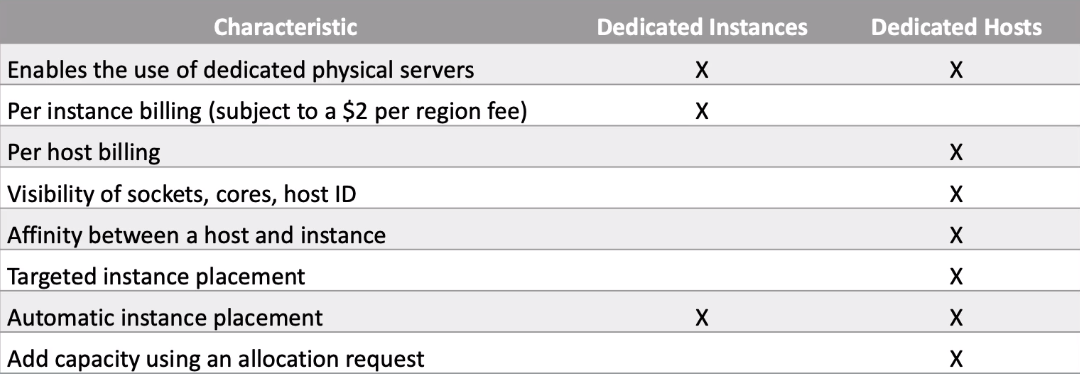 Characteristic Dedicated Instances Dedicated Hosts
Enables the use of dedicated physical servers X X
Per instance billing (subject to a $2 per region fee) X
Per host billing X
Visibility of sockets, cores, host ID X
Affinity between a host and instance X
Targeted instance placement X
Automatic instance placement X X
Add capacity using an allocation request X